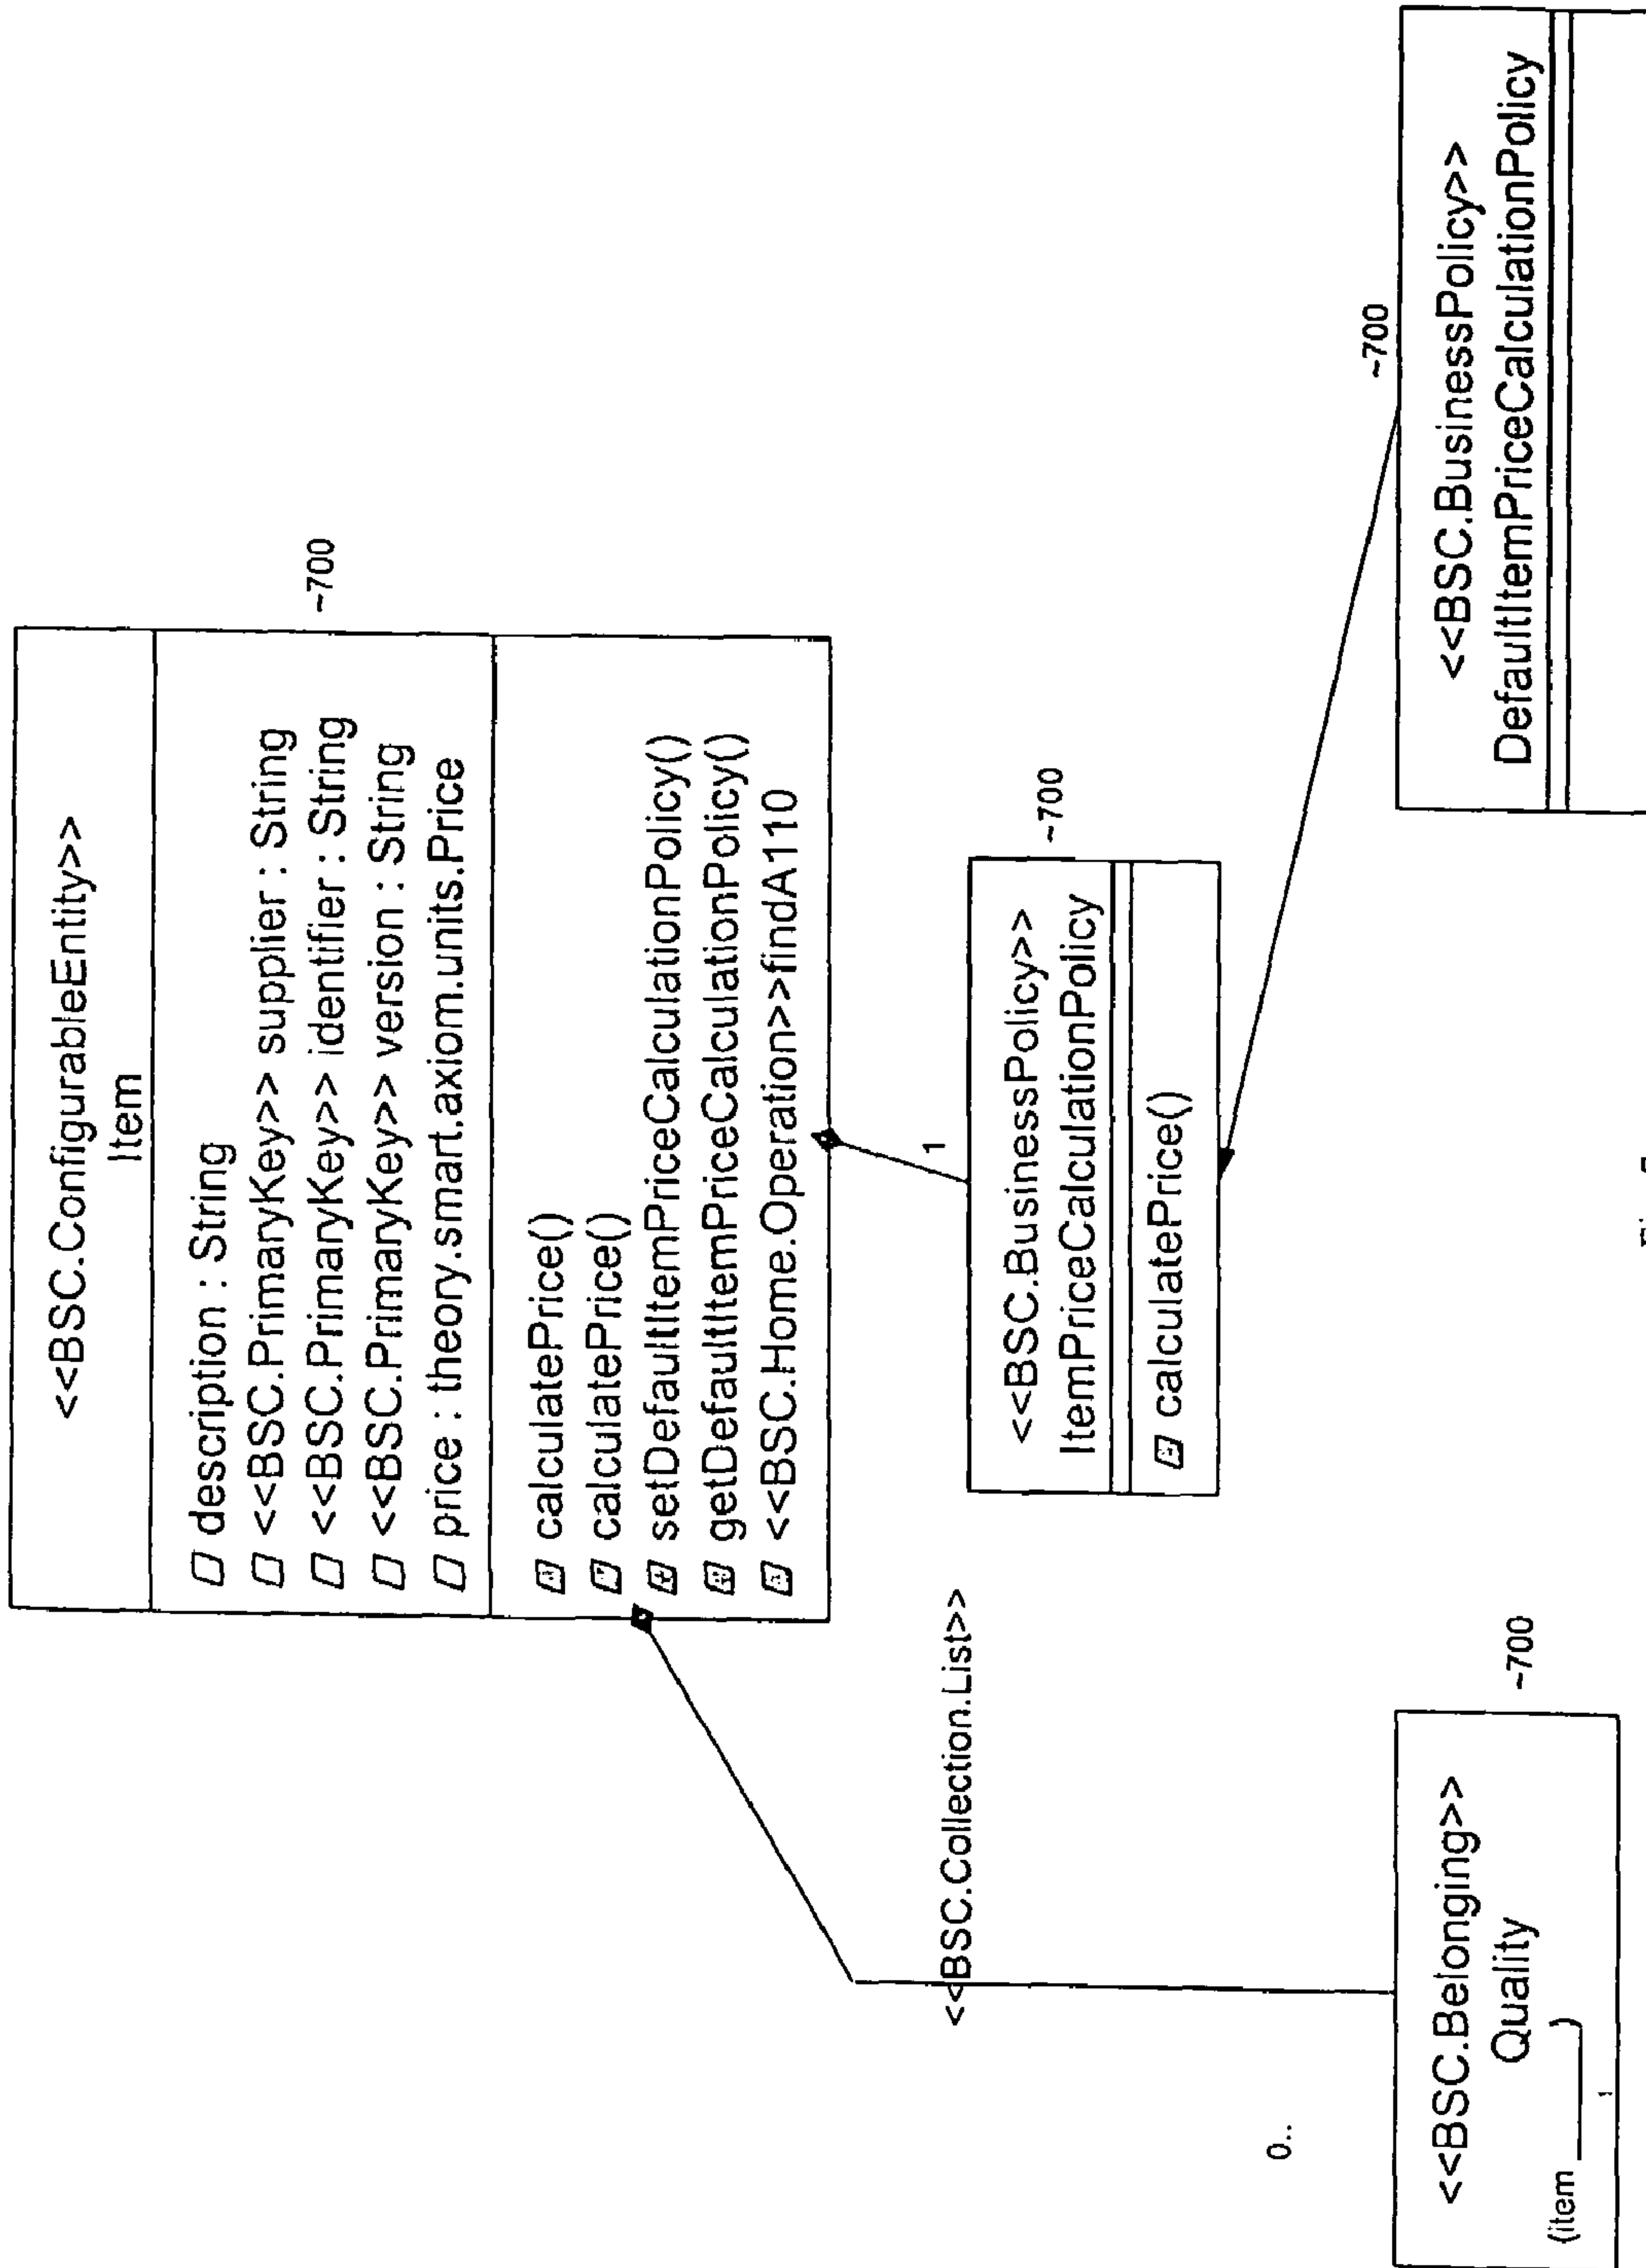 <<BSC.ConfigurableEntity>>
Item
description : String
<<BSC.PrimaryKey>> supplier : String
<<BSC.PrimaryKey>> identifier : String
<<BSC.PrimaryKey>> version : String
price : theory.smart.axiom.units.Price
~700
calculatePrice()
calculatePrice()
setDefaultItemPriceCalculationPolicy()
getDefaultItemPriceCalculationPolicy()
<<BSC.Home.Operation>>findA110
<<BSC.Collection.List>>
1
<<BSC.BusinessPolicy>>
ItemPriceCalculationPolicy
~700
calculatePrice()
0..
<<BSC.Belonging>>
Quality
(item )
1
~700
~700
<<BSC.BusinessPolicy>>
DefaultItemPriceCalculationPolicy